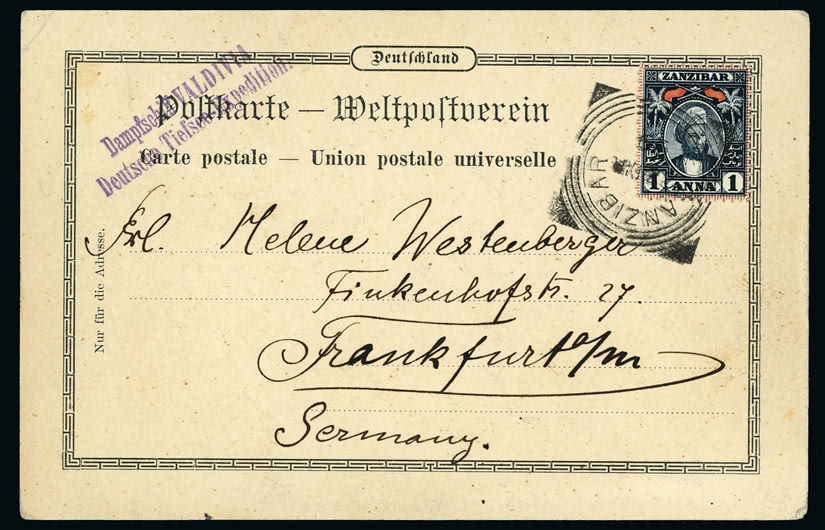 Deutschland
Dampfschiff VALDIVIA
Deutsche Tiefsee-Expedition.
Postkarte — Weltpostverein
Carte postale — Union postale universelle
ZANZIBAR
1 ANNA 1
ZANZIBAR
Frl. Helene Westenberger
Finkenhofstr. 27.
Frankfurt a/m
Germany.
Nur für die Adresse.